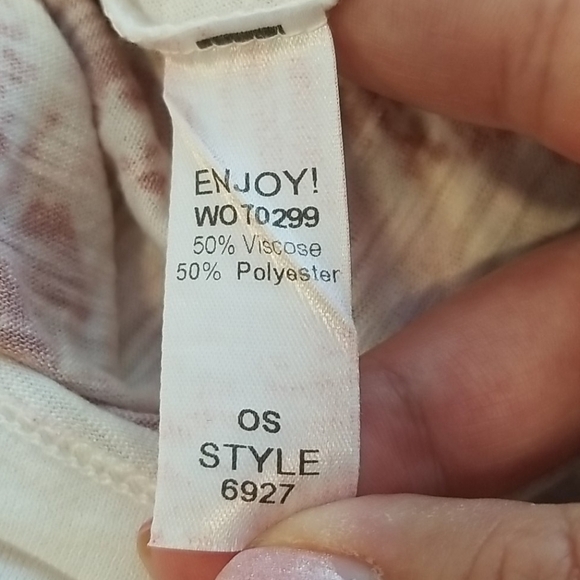 ENJOY!
WOT0299
50% Viscose
50% Polyester
OS
STYLE
6927